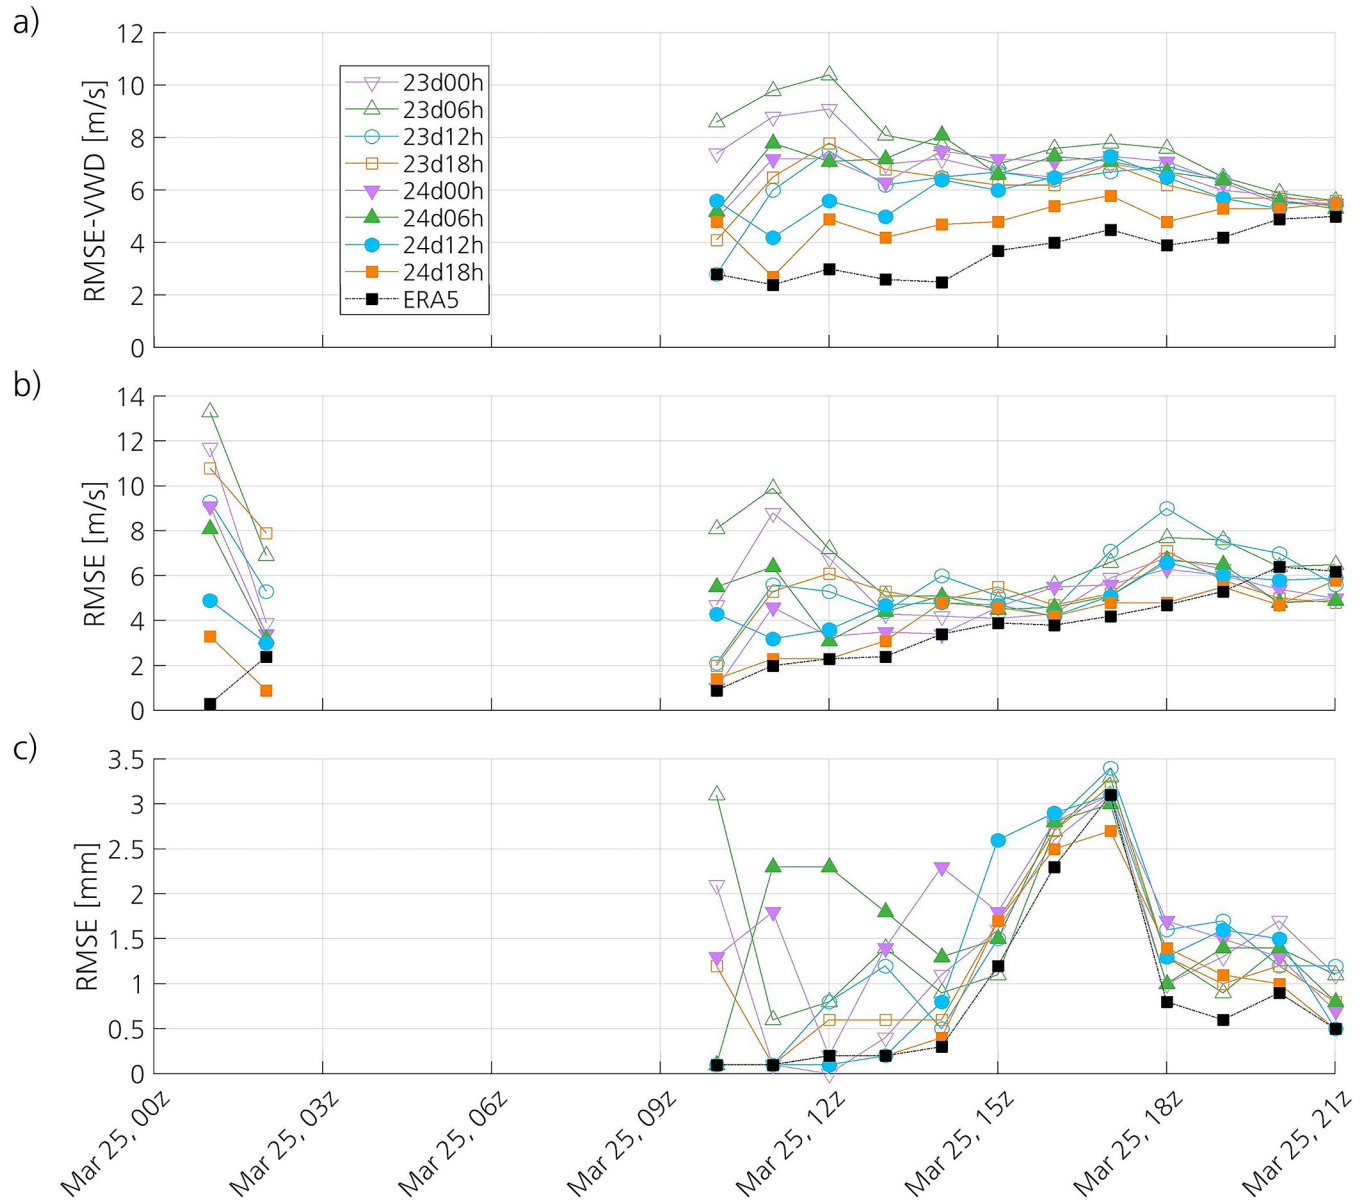 a)
RMSE-VWD [m/s]
12
10
8
6
4
2
0
23d00h
23d06h
23d12h
23d18h
24d00h
24d06h
24d12h
24d18h
ERA5
b)
RMSE [m/s]
14
12
10
8
6
4
2
0
c)
RMSE [mm]
3.5
3
2.5
2
1.5
1
0.5
0
Mar 25, 00z
Mar 25, 03z
Mar 25, 06z
Mar 25, 09z
Mar 25, 12z
Mar 25, 15z
Mar 25, 18z
Mar 25, 21z